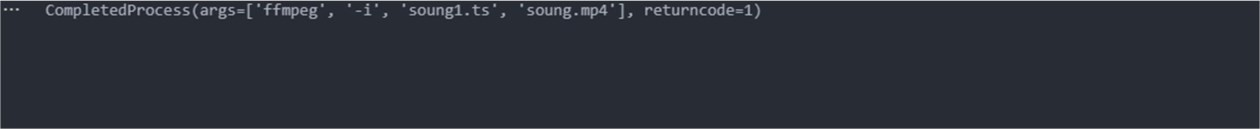 ··· CompletedProcess(args=['ffmpeg', '-i', 'soung1.ts', 'soung.mp4'], returncode=1)